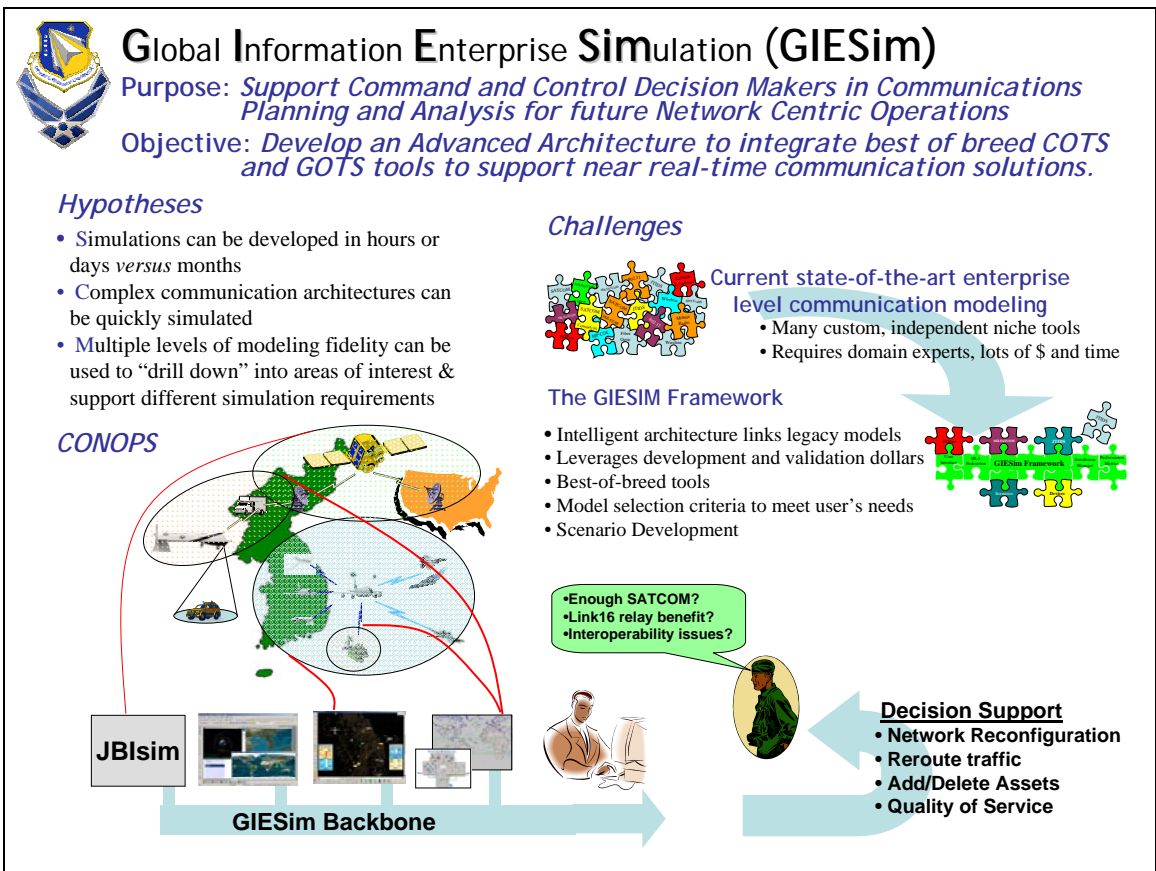 Global Information Enterprise Simulation (GIESim)
Purpose: Support Command and Control Decision Makers in Communications
Planning and Analysis for future Network Centric Operations
Objective: Develop an Advanced Architecture to integrate best of breed COTS
and GOTS tools to support near real-time communication solutions.
Hypotheses
• Simulations can be developed in hours or
days versus months
• Complex communication architectures can
be quickly simulated
• Multiple levels of modeling fidelity can be
used to “drill down” into areas of interest &
support different simulation requirements
CONOPS
JBIsim
GIESim Backbone
Challenges
Current state-of-the-art enterprise
level communication modeling
• Many custom, independent niche tools
• Requires domain experts, lots of $ and time
The GIESIM Framework
• Intelligent architecture links legacy models
• Leverages development and validation dollars
• Best-of-breed tools
• Model selection criteria to meet user’s needs
• Scenario Development
GIESim Framework
•Enough SATCOM?
•Link16 relay benefit?
•Interoperability issues?
Decision Support
• Network Reconfiguration
• Reroute traffic
• Add/Delete Assets
• Quality of Service